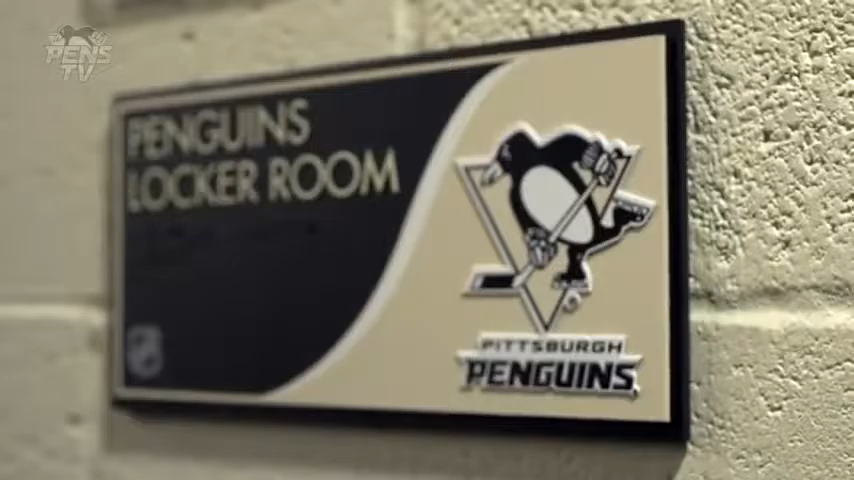 PENS
TV
PENGUINS
LOCKER ROOM
PITTSBURGH
PENGUINS